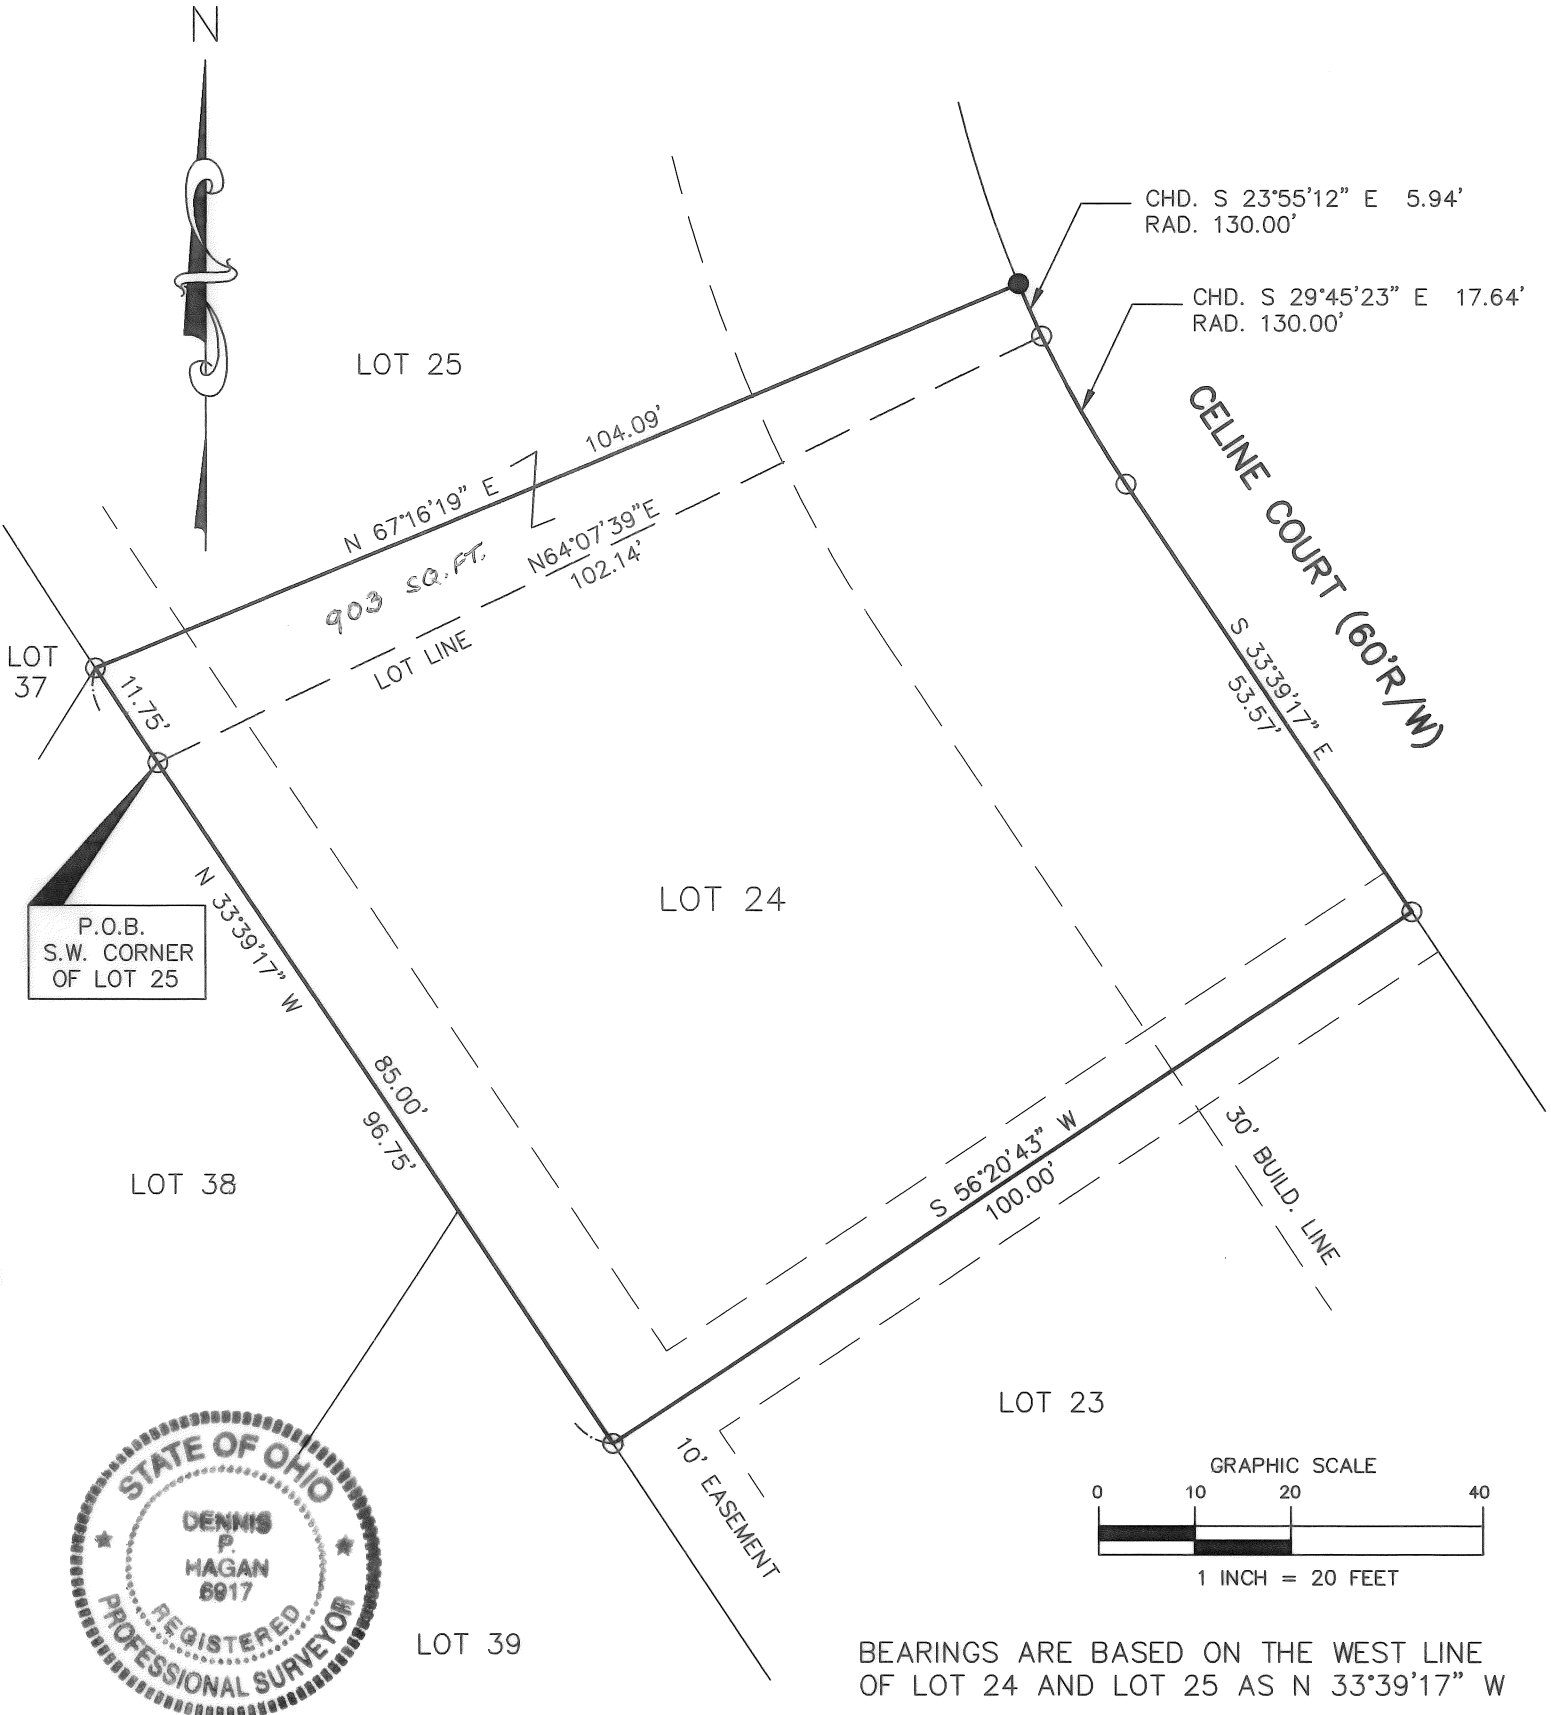 N
CHD. S 23°55'12" E 5.94'
RAD. 130.00'
CHD. S 29°45'23" E 17.64'
RAD. 130.00'
LOT 25
CELINE COURT (60'R/W)
N 67°16'19" E 104.09'
903 SQ.FT.
N64°07'39"E
102.14'
LOT LINE
LOT
37
11.75'
S 33°39'17" E
53.57'
P.O.B.
S.W. CORNER
OF LOT 25
N 33°39'17" W 85.00'
96.75'
LOT 24
LOT 38
S 56°20'43" W
100.00'
30' BUILD. LINE
LOT 23
10' EASEMENT
GRAPHIC SCALE
0 10 20 40
1 INCH = 20 FEET
STATE OF OHIO
DENNIS
P.
HAGAN
6917
REGISTERED
PROFESSIONAL SURVEYOR
LOT 39
BEARINGS ARE BASED ON THE WEST LINE
OF LOT 24 AND LOT 25 AS N 33°39'17" W